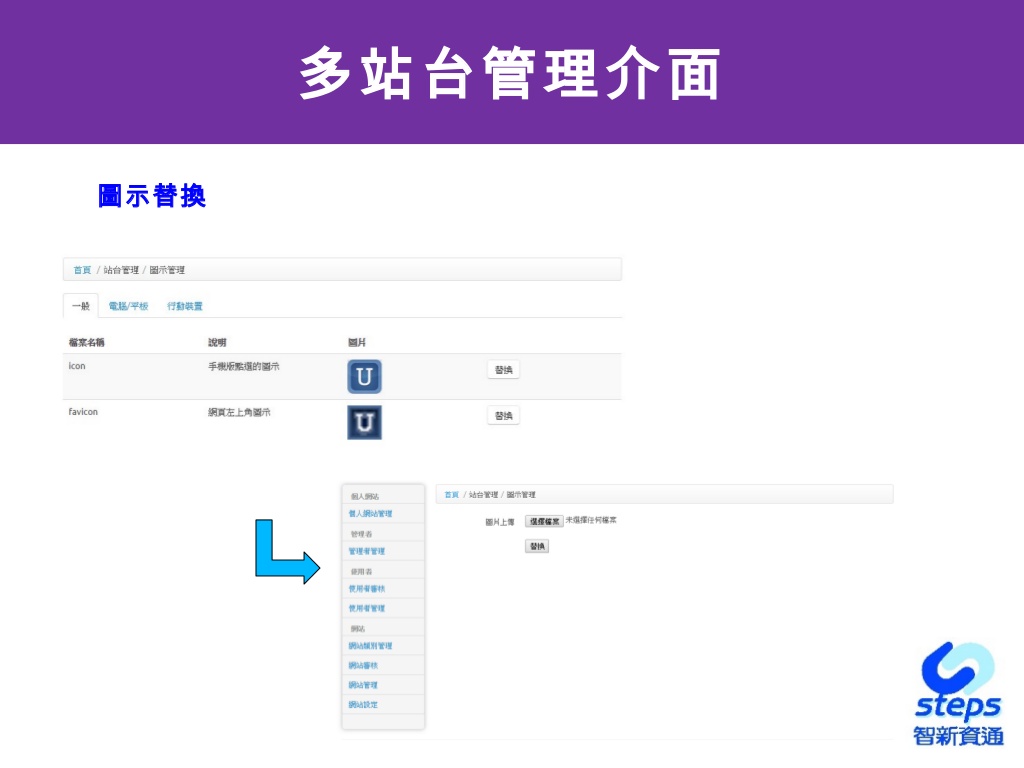 多站台管理介面
圖示替換
首頁 / 站台管理 / 圖示管理
一般 電腦/平板 行動裝置
檔案名稱 說明 圖片
icon 手機版點選的圖示 U 替換
favicon 網頁左上角圖示 U 替換
個人網站
個人網站管理
管理者
管理者管理
使用者
使用者審核
使用者管理
網站
網站類別管理
網站審核
網站管理
網站設定
首頁 / 站台管理 / 圖示管理
圖片上傳 選擇檔案 未選擇任何檔案
替換
steps
智新資通